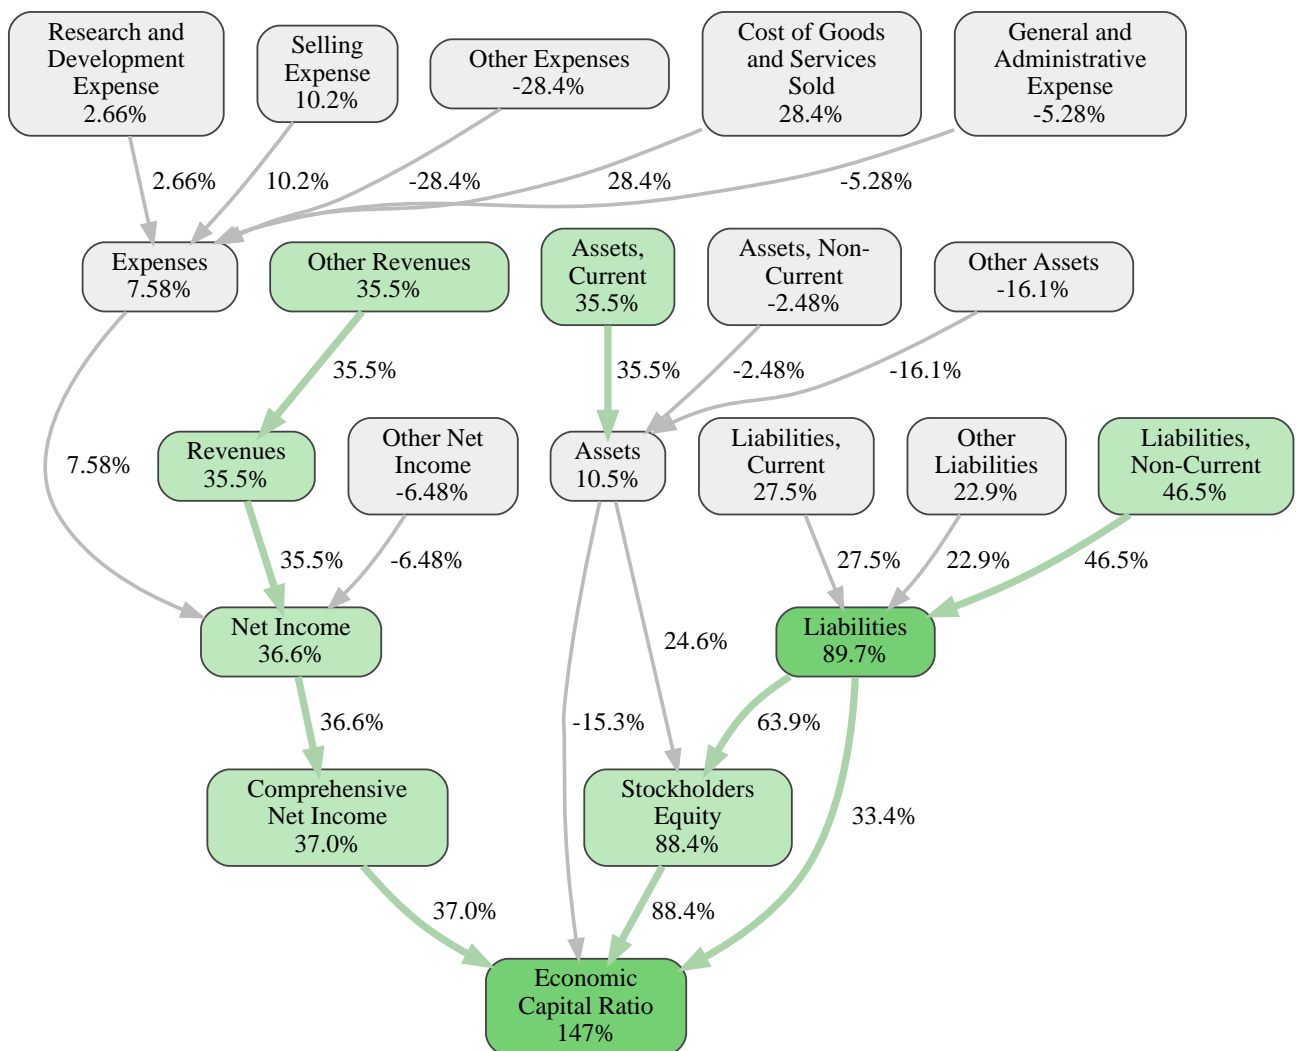 Research and
Development
Expense
2.66%
Selling
Expense
10.2%
Other Expenses
-28.4%
Cost of Goods
and Services
Sold
28.4%
General and
Administrative
Expense
-5.28%
2.66%
10.2%
-28.4%
28.4%
-5.28%
Expenses
7.58%
Other Revenues
35.5%
Assets,
Current
35.5%
Assets, Non-
Current
-2.48%
Other Assets
-16.1%
35.5%
35.5%
-2.48%
-16.1%
7.58%
Revenues
35.5%
Other Net
Income
-6.48%
Assets
10.5%
Liabilities,
Current
27.5%
Other
Liabilities
22.9%
Liabilities,
Non-Current
46.5%
35.5%
-6.48%
27.5%
22.9%
46.5%
Net Income
36.6%
24.6%
Liabilities
89.7%
36.6%
-15.3%
63.9%
Comprehensive
Net Income
37.0%
Stockholders
Equity
88.4%
33.4%
37.0%
88.4%
Economic
Capital Ratio
147%